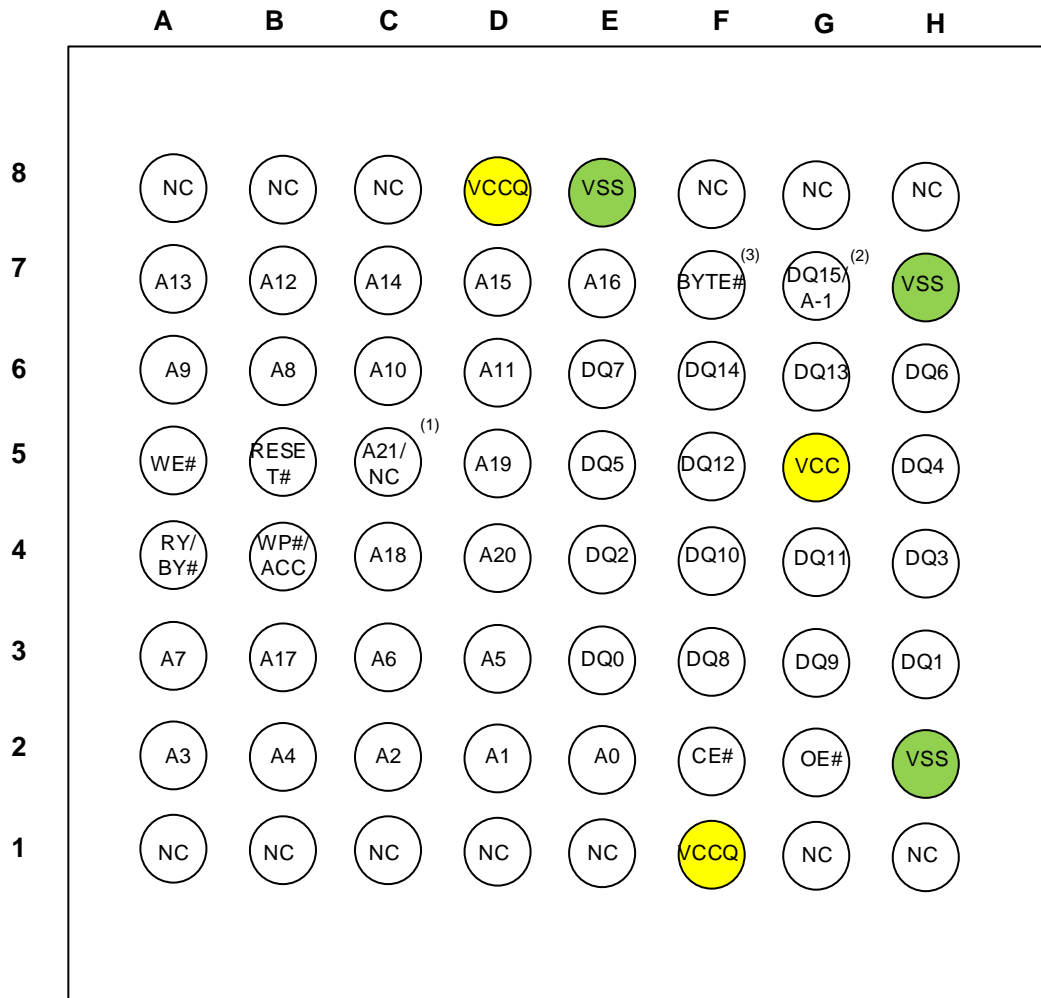 A B C D E F G H
8 NC NC NC VCCQ VSS NC NC NC
7 A13 A12 A14 A15 A16 BYTE# (3) DQ15/ A-1 (2) VSS
6 A9 A8 A10 A11 DQ7 DQ14 DQ13 DQ6
5 WE# RESE T# A21/ NC (1) A19 DQ5 DQ12 VCC DQ4
4 RY/ BY# WP#/ ACC A18 A20 DQ2 DQ10 DQ11 DQ3
3 A7 A17 A6 A5 DQ0 DQ8 DQ9 DQ1
2 A3 A4 A2 A1 A0 CE# OE# VSS
1 NC NC NC NC NC VCCQ NC NC